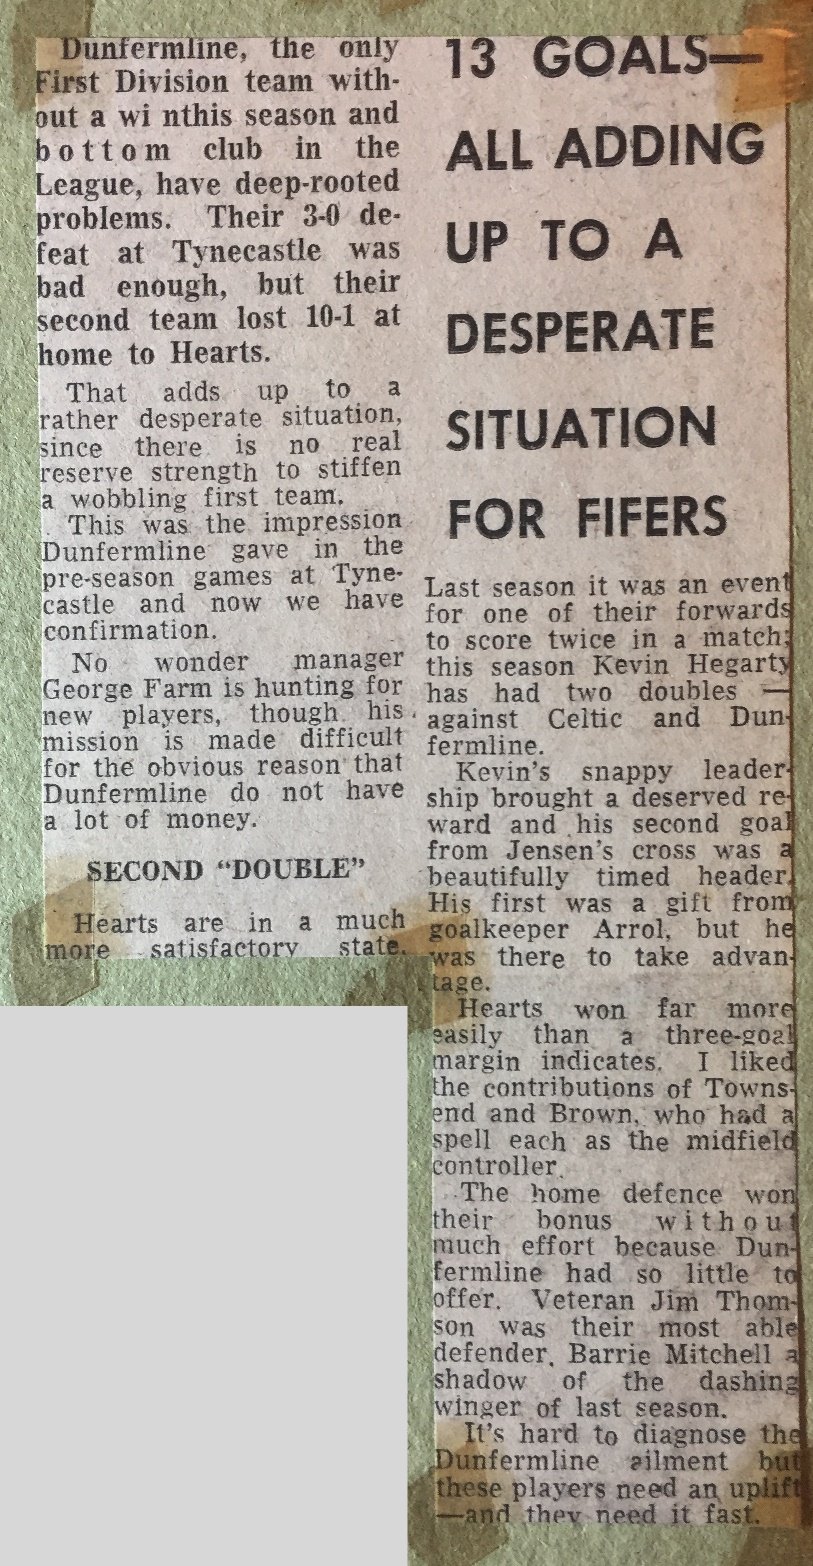 13 GOALS—
ALL ADDING
UP TO A
DESPERATE
SITUATION
FOR FIFERS
Dunfermline, the only
First Division team with-
out a wi nthis season and
bottom club in the
League, have deep-rooted
problems. Their 3-0 de-
feat at Tynecastle was
bad enough, but their
second team lost 10-1 at
home to Hearts.
That adds up to a
rather desperate situation,
since there is no real
reserve strength to stiffen
a wobbling first team.
This was the impression
Dunfermline gave in the
pre-season games at Tyne-
castle and now we have
confirmation.
No wonder manager
George Farm is hunting for
new players, though his
mission is made difficult
for the obvious reason that
Dunfermline do not have
a lot of money.
SECOND “DOUBLE”
Hearts are in a much
more satisfactory state.
Last season it was an event
for one of their forwards
to score twice in a match;
this season Kevin Hegarty
has had two doubles —
against Celtic and Dun-
fermline.
Kevin's snappy leader-
ship brought a deserved re-
ward and his second goal
from Jensen's cross was a
beautifully timed header.
His first was a gift from
goalkeeper Arrol, but he
was there to take advan-
tage.
Hearts won far more
easily than a three-goal
margin indicates. I liked
the contributions of Towns-
end and Brown, who had a
spell each as the midfield
controller.
The home defence won
their bonus without
much effort because Dun-
fermline had so little to
offer. Veteran Jim Thom-
son was their most able
defender, Barrie Mitchell a
shadow of the dashing
winger of last season.
It's hard to diagnose the
Dunfermline ailment but
these players need an uplift
—and they need it fast.